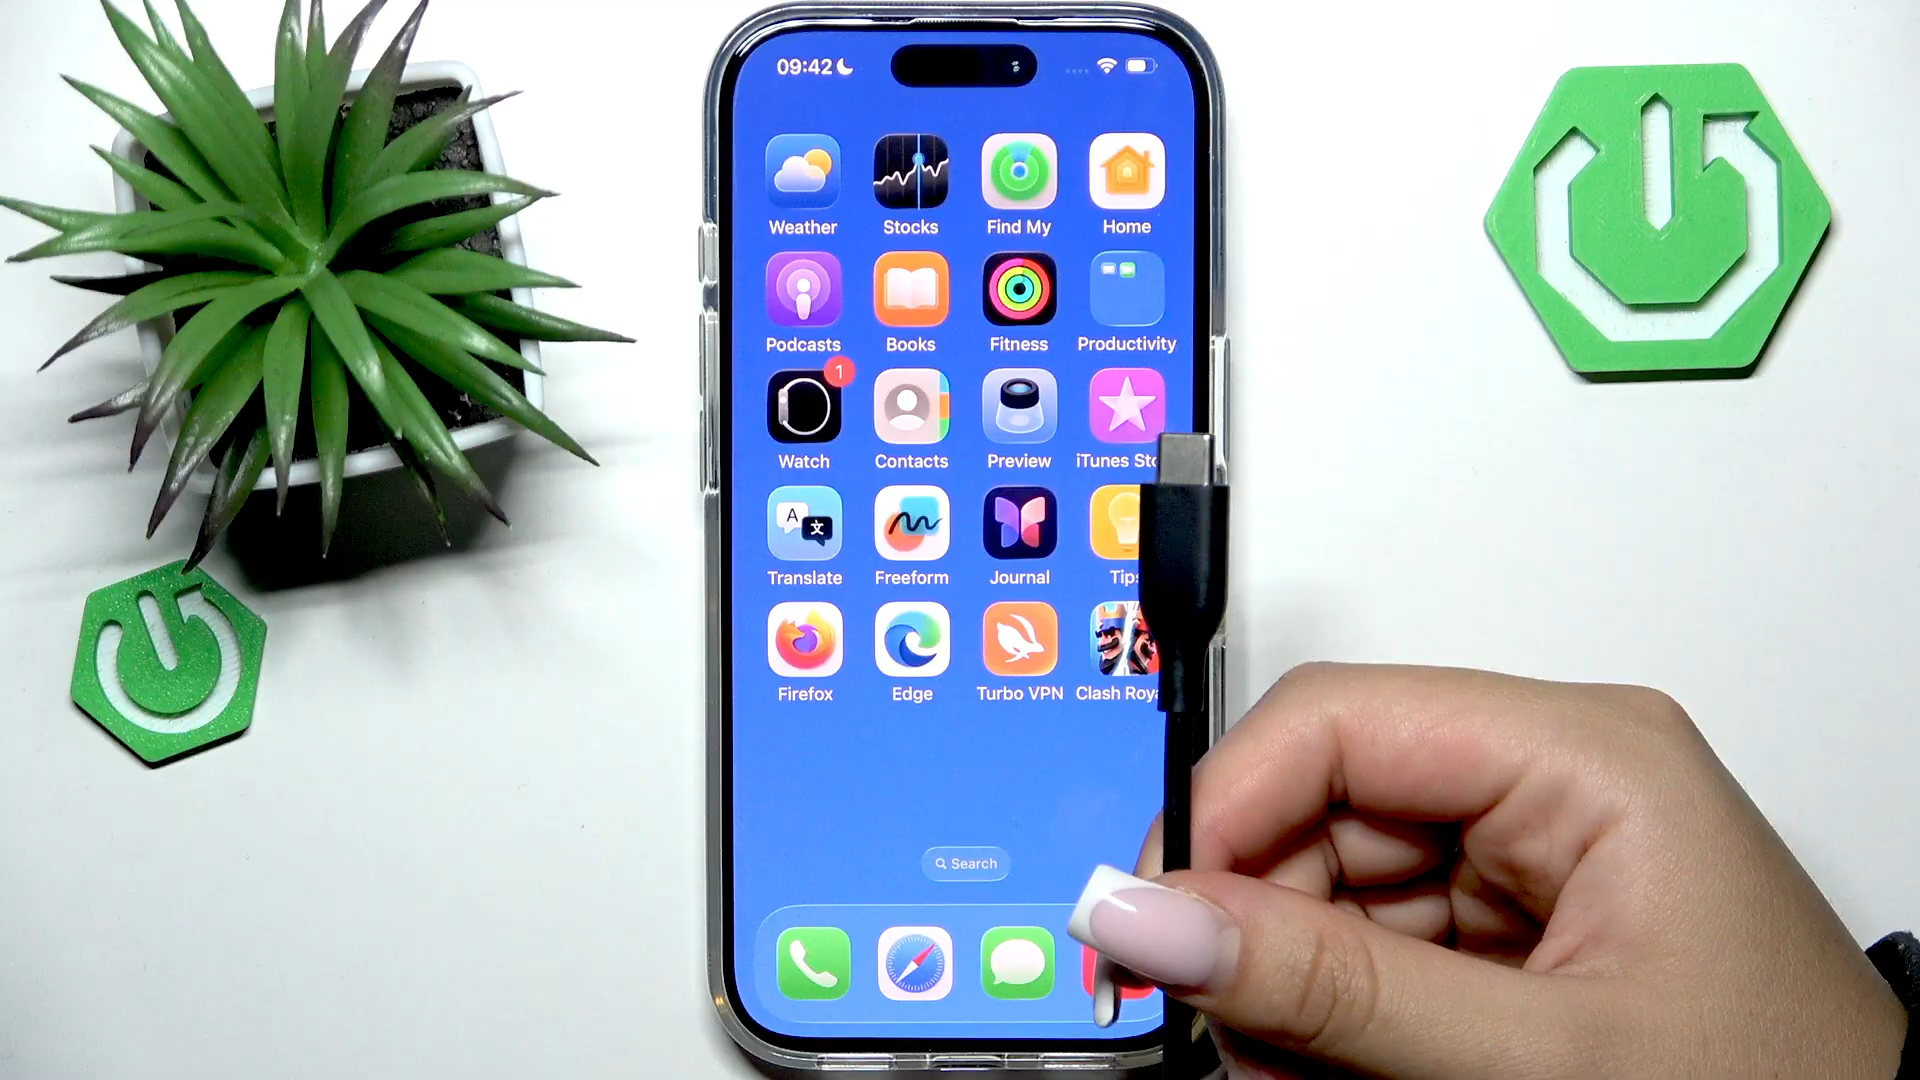 09:42
Weather Stocks Find My Home
Podcasts Books Fitness Productivity
1
Watch Contacts Preview iTunes Sto
A 文
Translate Freeform Journal Tips
Firefox Edge Turbo VPN Clash Roya
Search